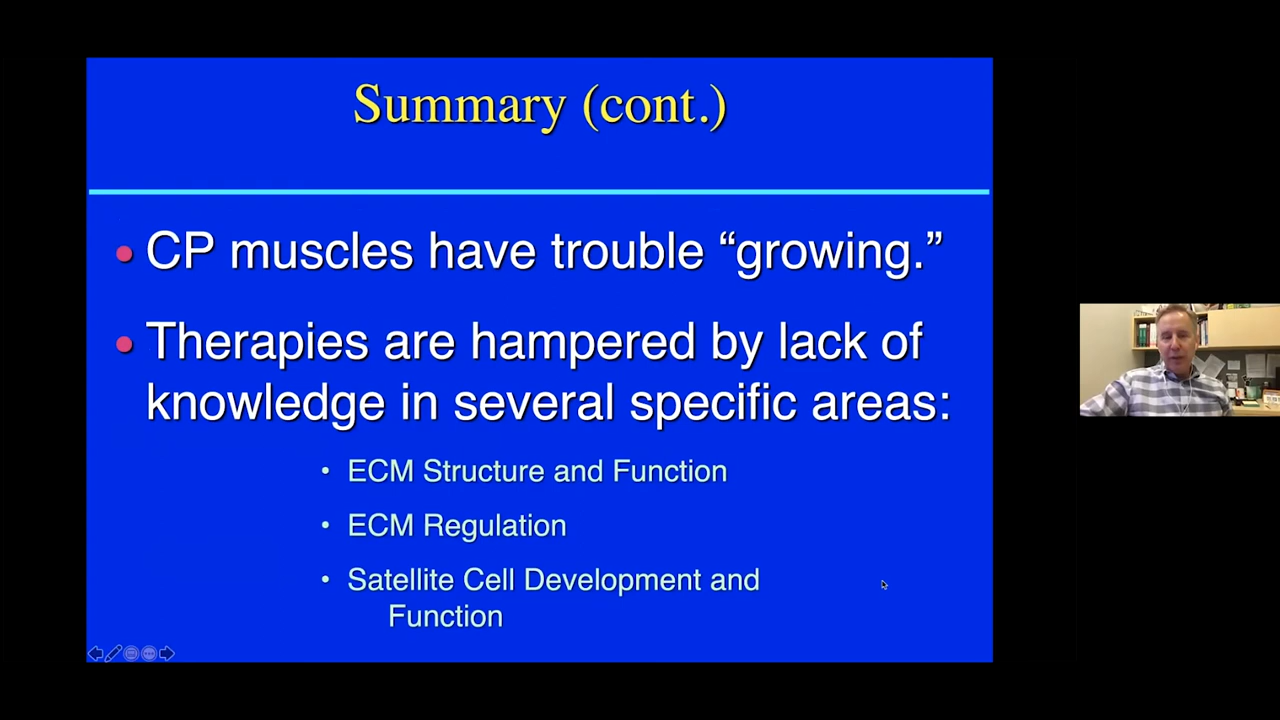 Summary (cont.)
CP muscles have trouble “growing.”
Therapies are hampered by lack of
knowledge in several specific areas:
ECM Structure and Function
ECM Regulation
Satellite Cell Development and
Function